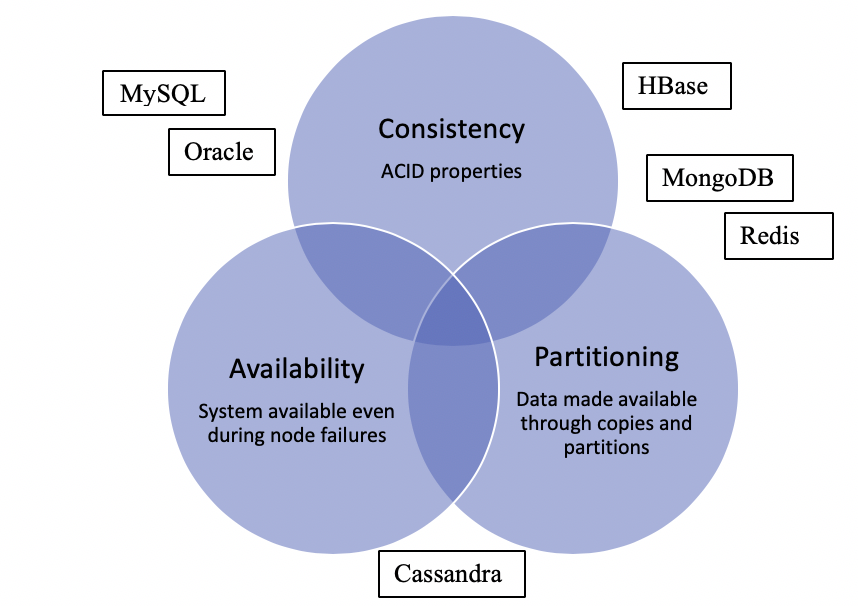 MySQL
Oracle
HBase
MongoDB
Redis
Consistency
ACID properties
Availability
System available even
during node failures
Partitioning
Data made available
through copies and
partitions
Cassandra